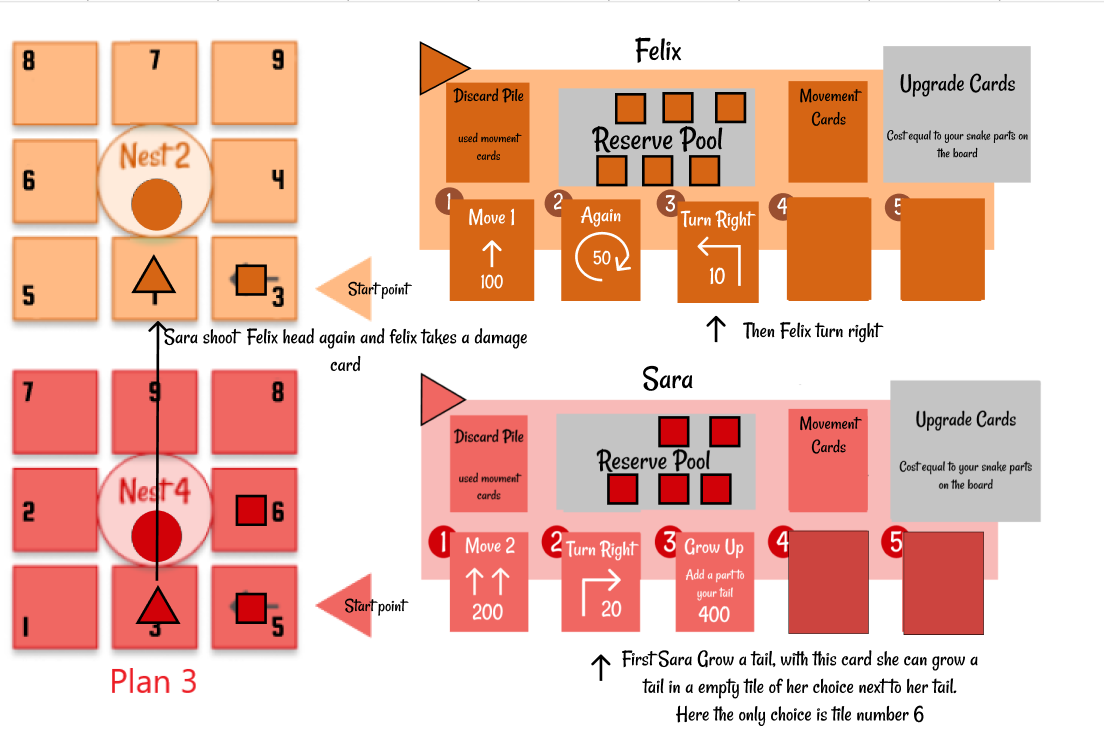 8
7
9
Nest 2
6
4
5
1
3
Start point
Felix
Discard Pile
used movment
cards
Reserve Pool
Movement
Cards
Upgrade Cards
Cost equal to your snake parts on
the board
1
Move 1
100
2
Again
50
3
Turn Right
10
4
5
Then Felix turn right
Sara shoot Felix head again and felix takes a damage
card
7
9
8
Nest 4
2
6
1
3
5
Start point
Plan 3
Sara
Discard Pile
used movment
cards
Reserve Pool
Movement
Cards
Upgrade Cards
Cost equal to your snake parts
on the board
1
Move 2
200
2
Turn Right
20
3
Grow Up
Add a part to
your tail
400
4
5
First Sara Grow a tail, with this card she can grow a
tail in a empty tile of her choice next to her tail.
Here the only choice is tile number 6